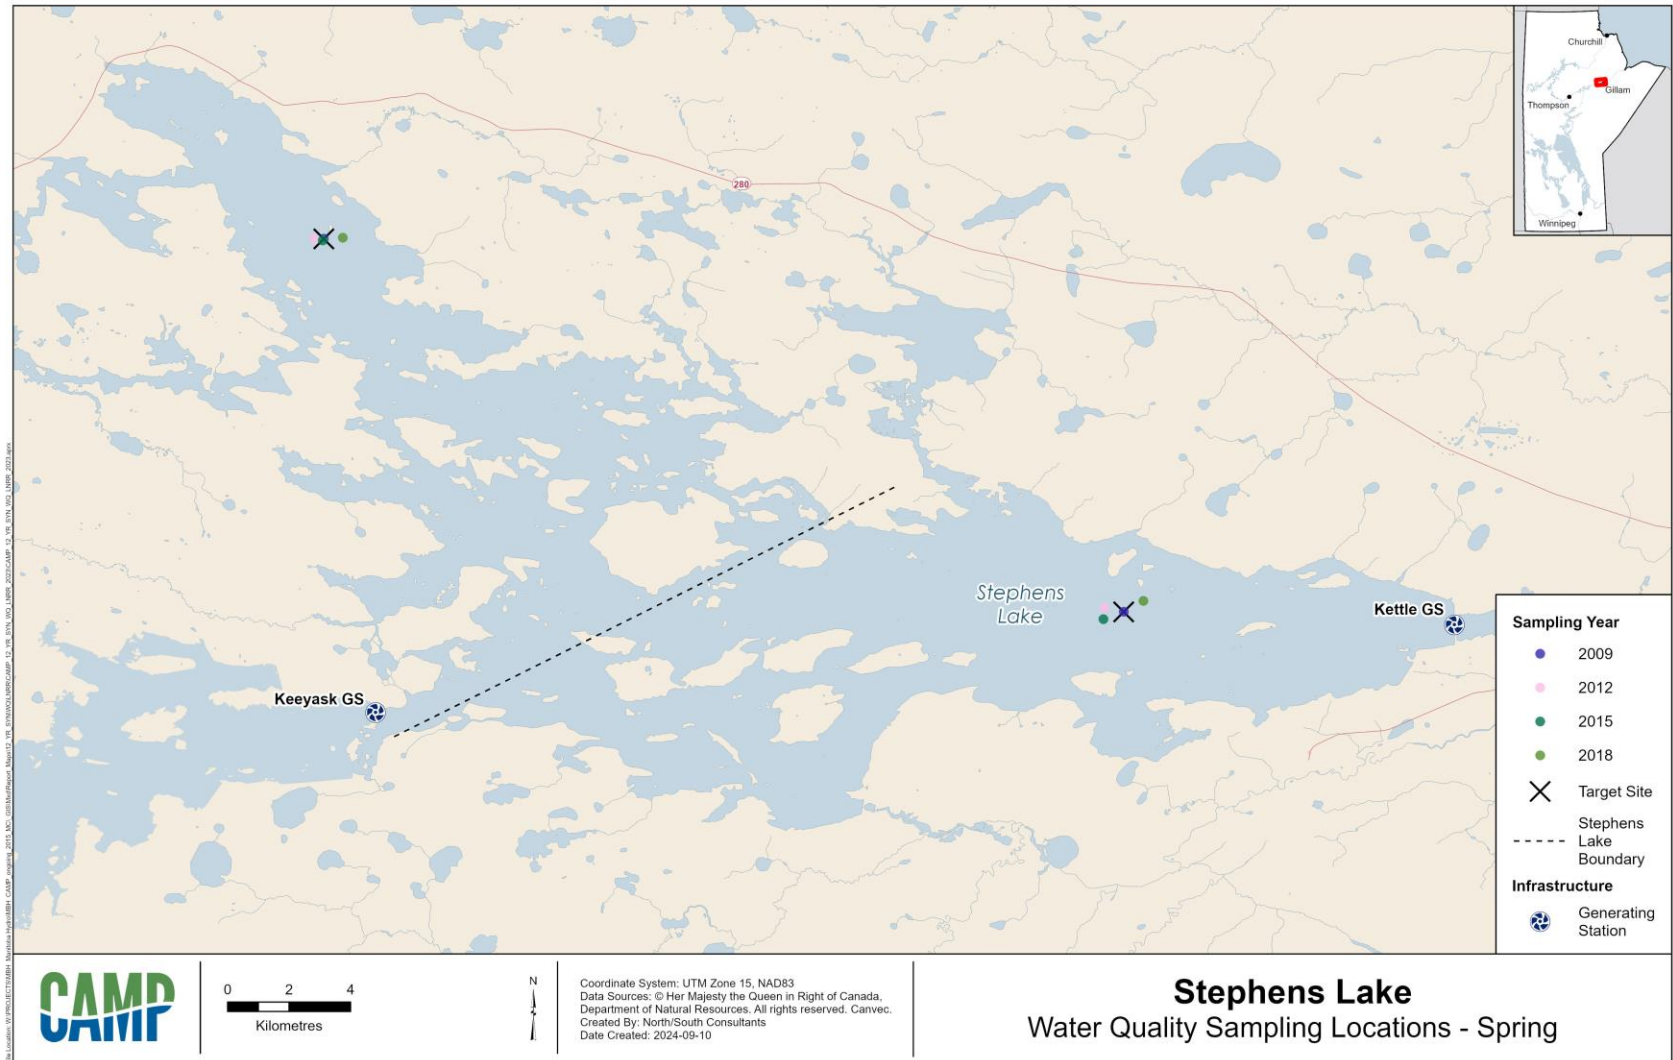 Churchill
Gillam
Thompson
Winnipeg
280
Stephens
Lake
Kettle GS
Keeyask GS
Sampling Year
2009
2012
2015
2018
Target Site
Stephens
Lake
Boundary
Infrastructure
Generating
Station
CAMP
0 2 4
Kilometres
N
Coordinate System: UTM Zone 15, NAD83
Data Sources: © Her Majesty the Queen in Right of Canada,
Department of Natural Resources. All rights reserved. Canvec.
Created By: North/South Consultants
Date Created: 2024-09-10
Stephens Lake
Water Quality Sampling Locations - Spring